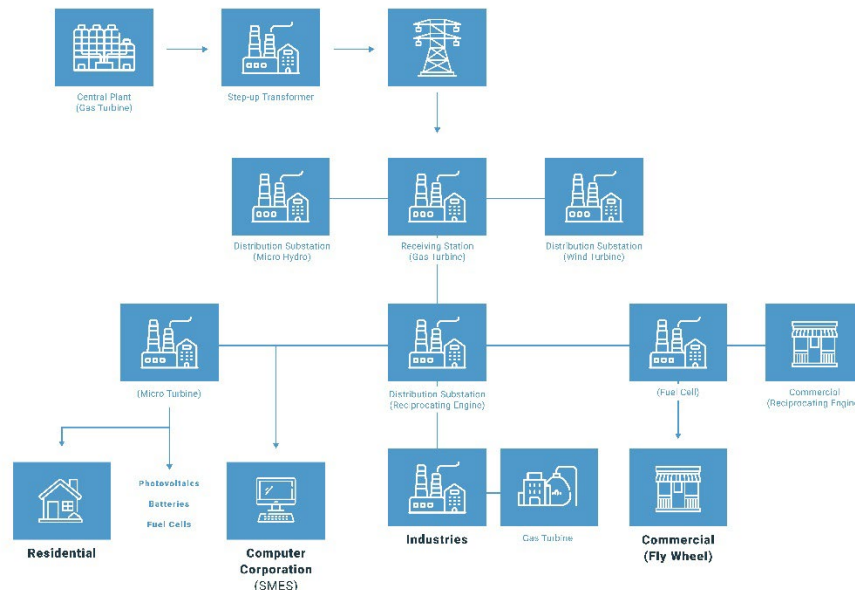 Central Plant
(Gas Turbine)
Step-up Transformer
Distribution Substation
(Micro Hydro)
Receiving Station
(Gas Turbine)
Distribution Substation
(Wind Turbine)
(Micro Turbine)
Distribution Substation
(Reciprocating Engine)
(Fuel Cell)
Commercial
(Reciprocating Engine
Photovoltaics
Batteries
Fuel Cells
Residential
Computer
Corporation
(SMES)
Industries
Gas Turbine
Commercial
(Fly Wheel)